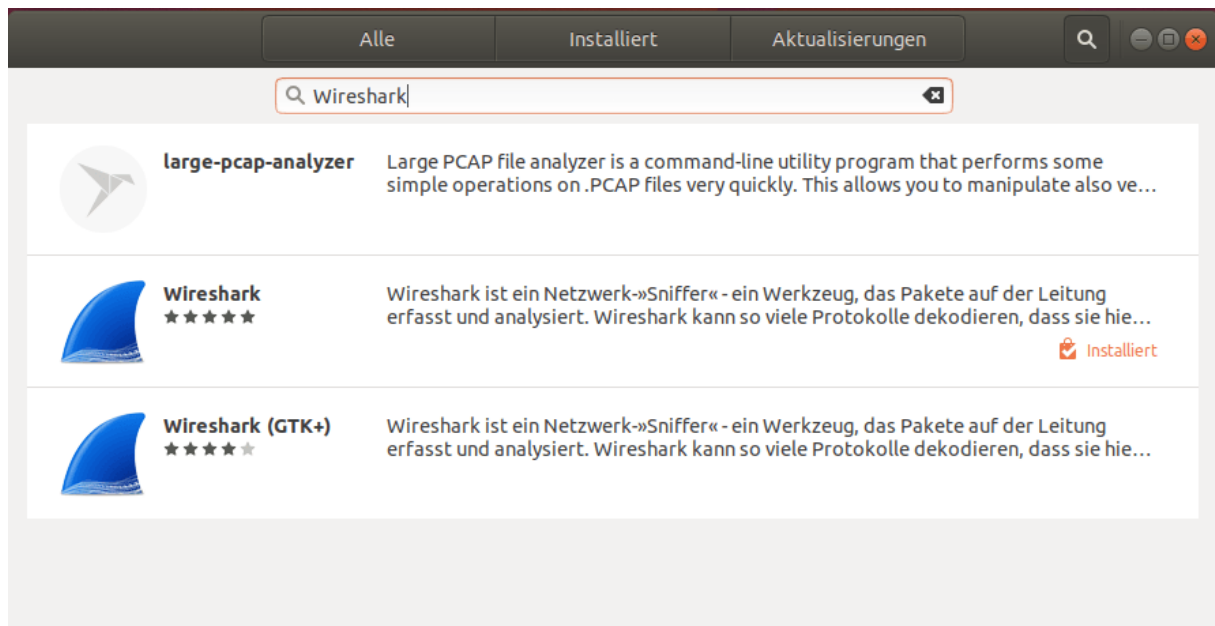 Alle Installiert Aktualisierungen
Wireshark
large-pcap-analyzer Large PCAP file analyzer is a command-line utility program that performs some
simple operations on .PCAP files very quickly. This allows you to manipulate also ve…
Wireshark Wireshark ist ein Netzwerk-»Sniffer« - ein Werkzeug, das Pakete auf der Leitung
erfasst und analysiert. Wireshark kann so viele Protokolle dekodieren, dass sie hie…
Installiert
Wireshark (GTK+) Wireshark ist ein Netzwerk-»Sniffer« - ein Werkzeug, das Pakete auf der Leitung
erfasst und analysiert. Wireshark kann so viele Protokolle dekodieren, dass sie hie…